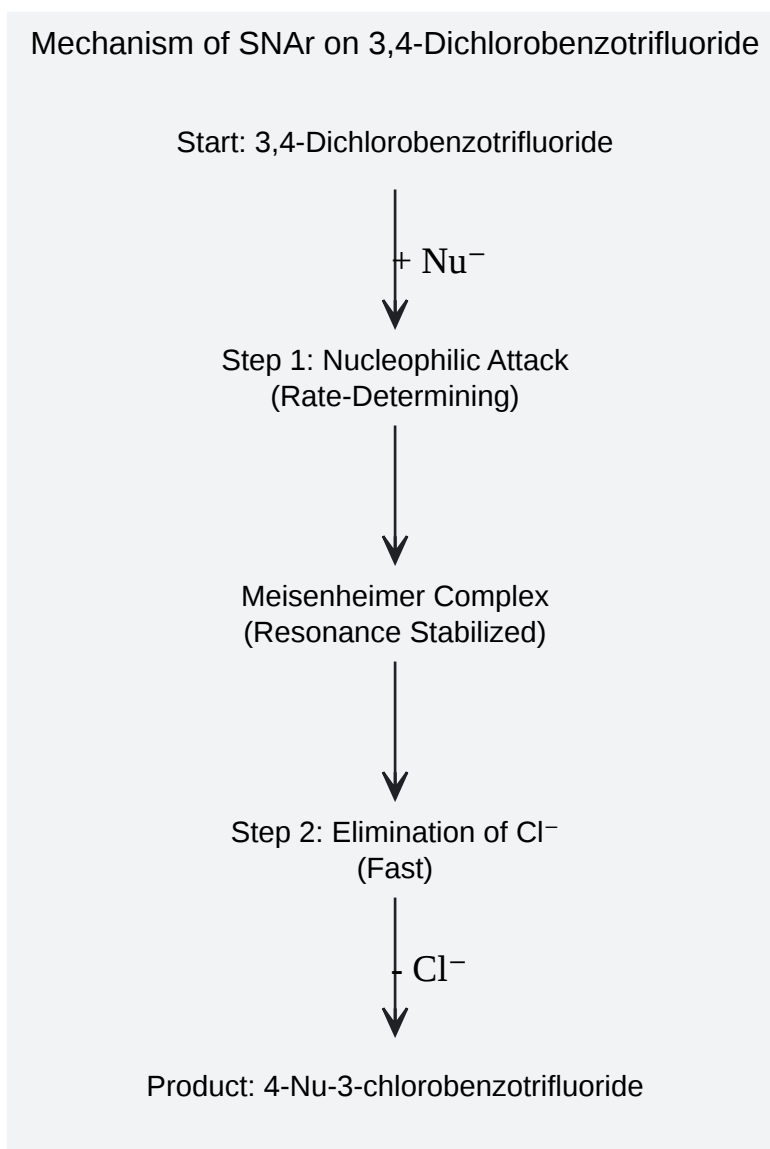 Mechanism of SNAr on 3,4-Dichlorobenzotrifluoride
Start: 3,4-Dichlorobenzotrifluoride
+ Nu⁻
Step 1: Nucleophilic Attack
(Rate-Determining)
Meisenheimer Complex
(Resonance Stabilized)
Step 2: Elimination of Cl⁻
(Fast)
- Cl⁻
Product: 4-Nu-3-chlorobenzotrifluoride